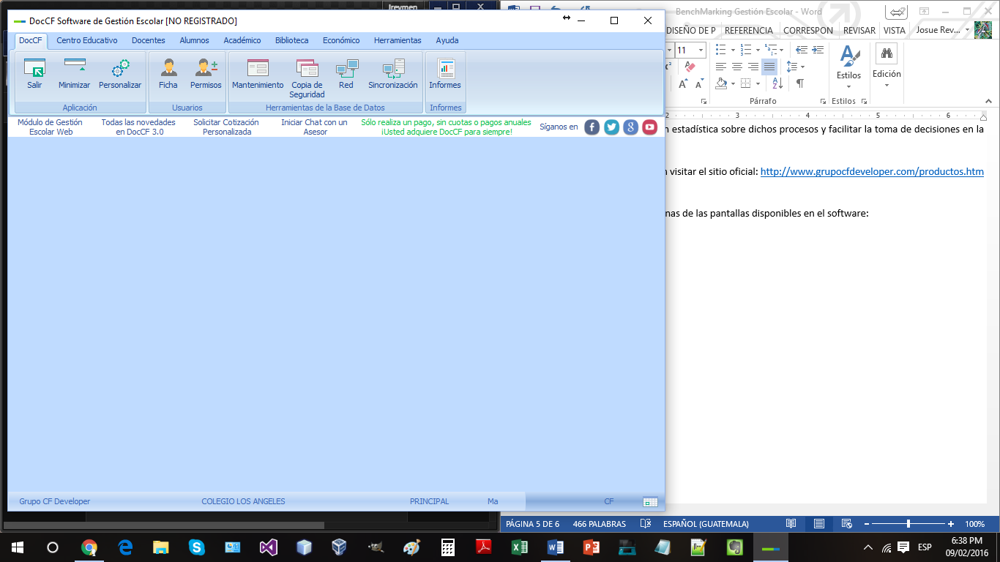 Ireymen
DocCF Software de Gestión Escolar [NO REGISTRADO]
DocCF Centro Educativo Docentes Alumnos Académico Biblioteca Económico Herramientas Ayuda
Salir Minimizar Personalizar Ficha Permisos Mantenimiento Copia de Seguridad Red Sincronización Informes
Aplicación Usuarios Herramientas de la Base de Datos Informes
Módulo de Gestión Escolar Web
Todas las novedades en DocCF 3.0
Solicitar Cotización Personalizada
Iniciar Chat con un Asesor
Sólo realiza un pago, sin cuotas o pagos anuales
¡Usted adquiere DocCF para siempre!
Síganos en
Grupo CF Developer COLEGIO LOS ANGELES PRINCIPAL Ma CF
BenchMarking Gestión Escolar - Word
DISEÑO DE P REFERENCIA CORRESPON REVISAR VISTA Josue Rev...
11
Estilos Edición
Párrafo Estilos
2 3 4 5 6
n estadística sobre dichos procesos y facilitar la toma de decisiones en la
n visitar el sitio oficial: http://www.grupocfdeveloper.com/productos.htm
nas de las pantallas disponibles en el software:
PÁGINA 5 DE 6 466 PALABRAS ESPAÑOL (GUATEMALA) 100%
ESP
6:38 PM
09/02/2016